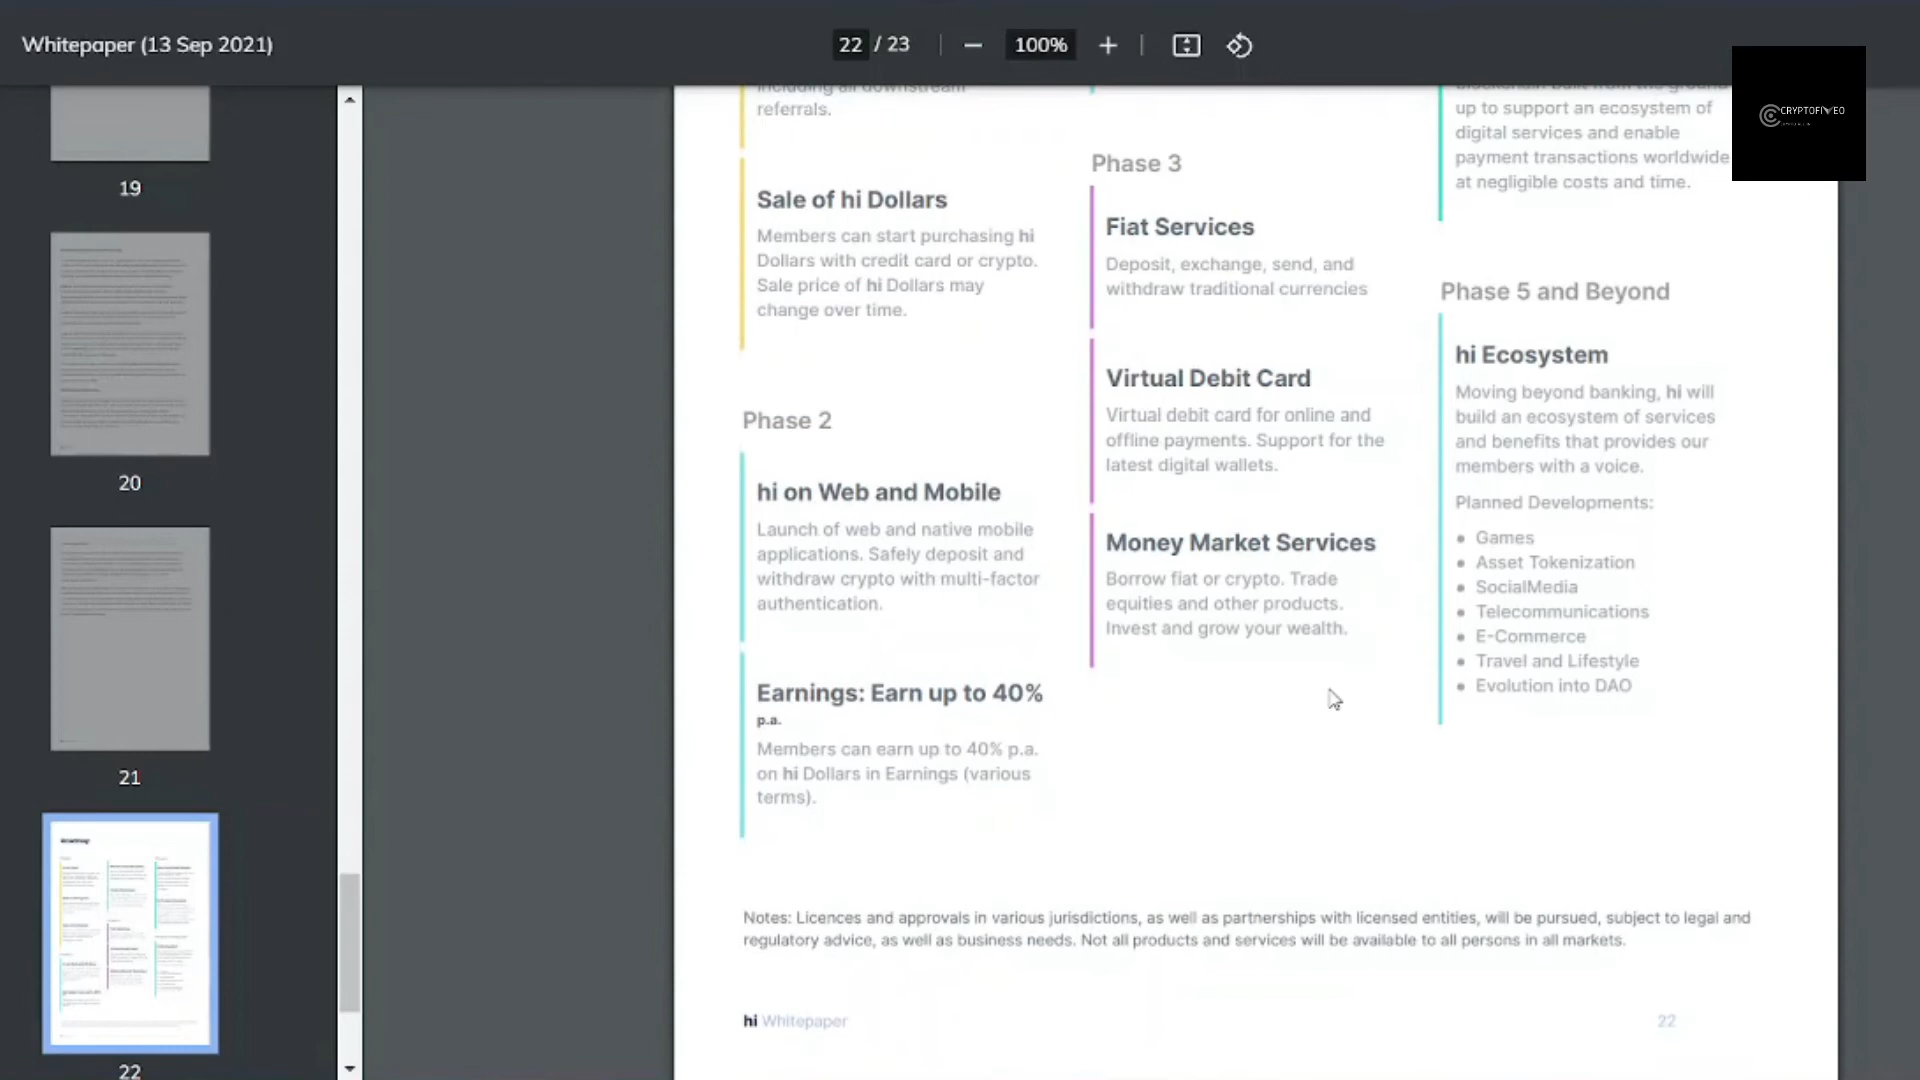 Whitepaper (13 Sep 2021)
22 / 23
100%
CRYPTOFIVEO
19
20
21
22
referrals.
Sale of hi Dollars
Members can start purchasing hi
Dollars with credit card or crypto.
Sale price of hi Dollars may
change over time.
Phase 2
hi on Web and Mobile
Launch of web and native mobile
applications. Safely deposit and
withdraw crypto with multi-factor
authentication.
Earnings: Earn up to 40%
p.a.
Members can earn up to 40% p.a.
on hi Dollars in Earnings (various
terms).
Phase 3
Fiat Services
Deposit, exchange, send, and
withdraw traditional currencies
Virtual Debit Card
Virtual debit card for online and
offline payments. Support for the
latest digital wallets.
Money Market Services
Borrow fiat or crypto. Trade
equities and other products.
Invest and grow your wealth.
up to support an ecosystem of
digital services and enable
payment transactions worldwide
at negligible costs and time.
Phase 5 and Beyond
hi Ecosystem
Moving beyond banking, hi will
build an ecosystem of services
and benefits that provides our
members with a voice.
Planned Developments:
• Games
• Asset Tokenization
• SocialMedia
• Telecommunications
• E-Commerce
• Travel and Lifestyle
• Evolution into DAO
Notes: Licences and approvals in various jurisdictions, as well as partnerships with licensed entities, will be pursued, subject to legal and
regulatory advice, as well as business needs. Not all products and services will be available to all persons in all markets.
hi Whitepaper
22